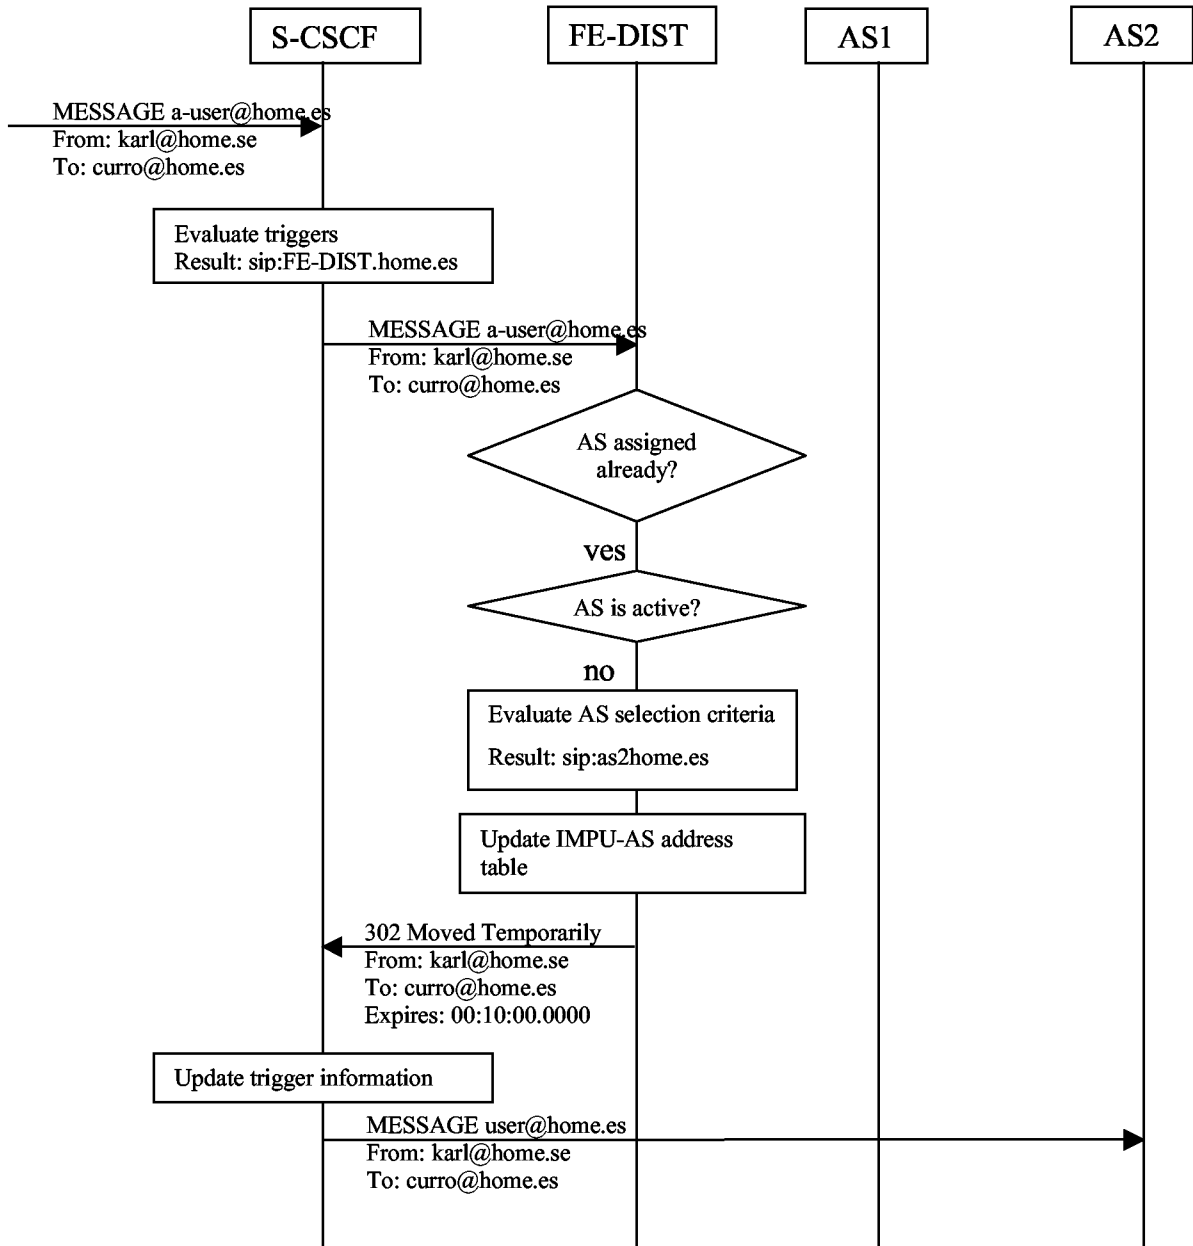 S-CSCF
FE-DIST
AS1
AS2
MESSAGE a-user@home.es
From: karl@home.se
To: curro@home.es
Evaluate triggers
Result: sip:FE-DIST.home.es
MESSAGE a-user@home.es
From: karl@home.se
To: curro@home.es
AS assigned
already?
yes
AS is active?
no
Evaluate AS selection criteria
Result: sip:as2home.es
Update IMPU-AS address
table
302 Moved Temporarily
From: karl@home.se
To: curro@home.es
Expires: 00:10:00.0000
Update trigger information
MESSAGE user@home.es
From: karl@home.se
To: curro@home.es